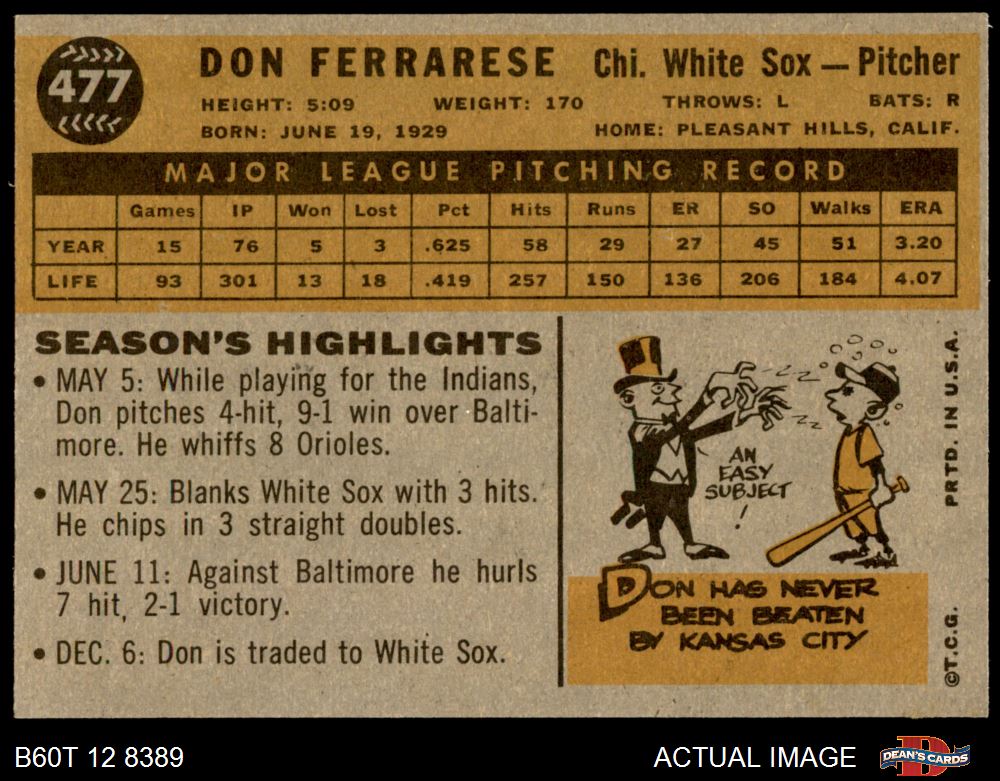 477
DON FERRARESE Chi. White Sox — Pitcher
HEIGHT: 5:09 WEIGHT: 170 THROWS: L BATS: R
BORN: JUNE 19, 1929 HOME: PLEASANT HILLS, CALIF.
MAJOR LEAGUE PITCHING RECORD
Games IP Won Lost Pct Hits Runs ER SO Walks ERA
YEAR 15 76 5 3 .625 58 29 27 45 51 3.20
LIFE 93 301 13 18 .419 257 150 136 206 184 4.07
SEASON'S HIGHLIGHTS
• MAY 5: While playing for the Indians,
Don pitches 4-hit, 9-1 win over Balti-
more. He whiffs 8 Orioles.
• MAY 25: Blanks White Sox with 3 hits.
He chips in 3 straight doubles.
• JUNE 11: Against Baltimore he hurls
7 hit, 2-1 victory.
• DEC. 6: Don is traded to White Sox.
AN
EASY
SUBJECT
!
DON HAS NEVER
BEEN BEATEN
BY KANSAS CITY
©T.C.G. PRTD. IN U.S.A.
B60T 12 8389 ACTUAL IMAGE
DEAN'S CARDS